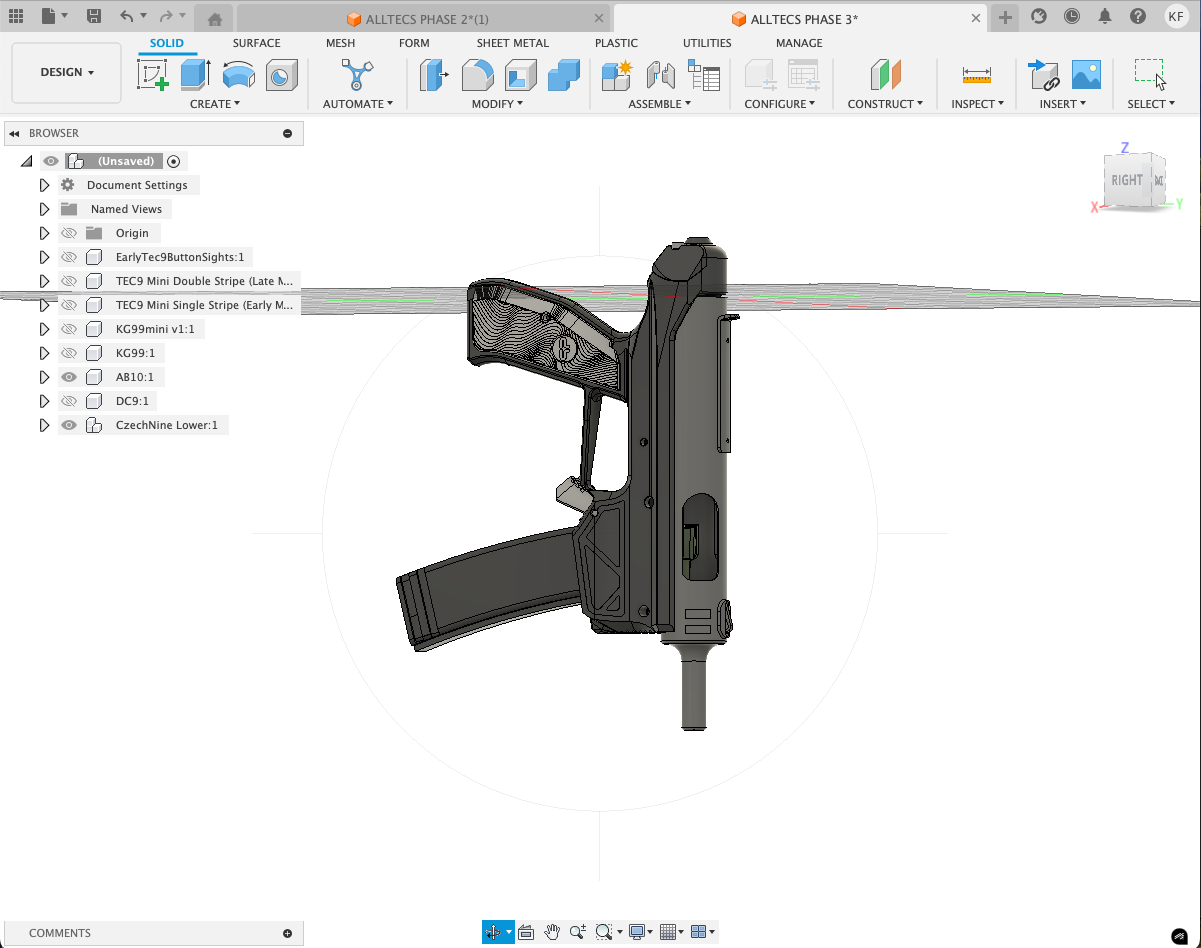 ALLTECS PHASE 2*(1)
ALLTECS PHASE 3*
KF
SOLID SURFACE MESH FORM SHEET METAL PLASTIC UTILITIES MANAGE
DESIGN
CREATE AUTOMATE MODIFY ASSEMBLE CONFIGURE CONSTRUCT INSPECT INSERT SELECT
BROWSER
(Unsaved)
Document Settings
Named Views
Origin
EarlyTec9ButtonSights:1
TEC9 Mini Double Stripe (Late M...
TEC9 Mini Single Stripe (Early M...
KG99mini v1:1
KG99:1
AB10:1
DC9:1
CzechNine Lower:1
Z
RIGHT
X
Y
COMMENTS